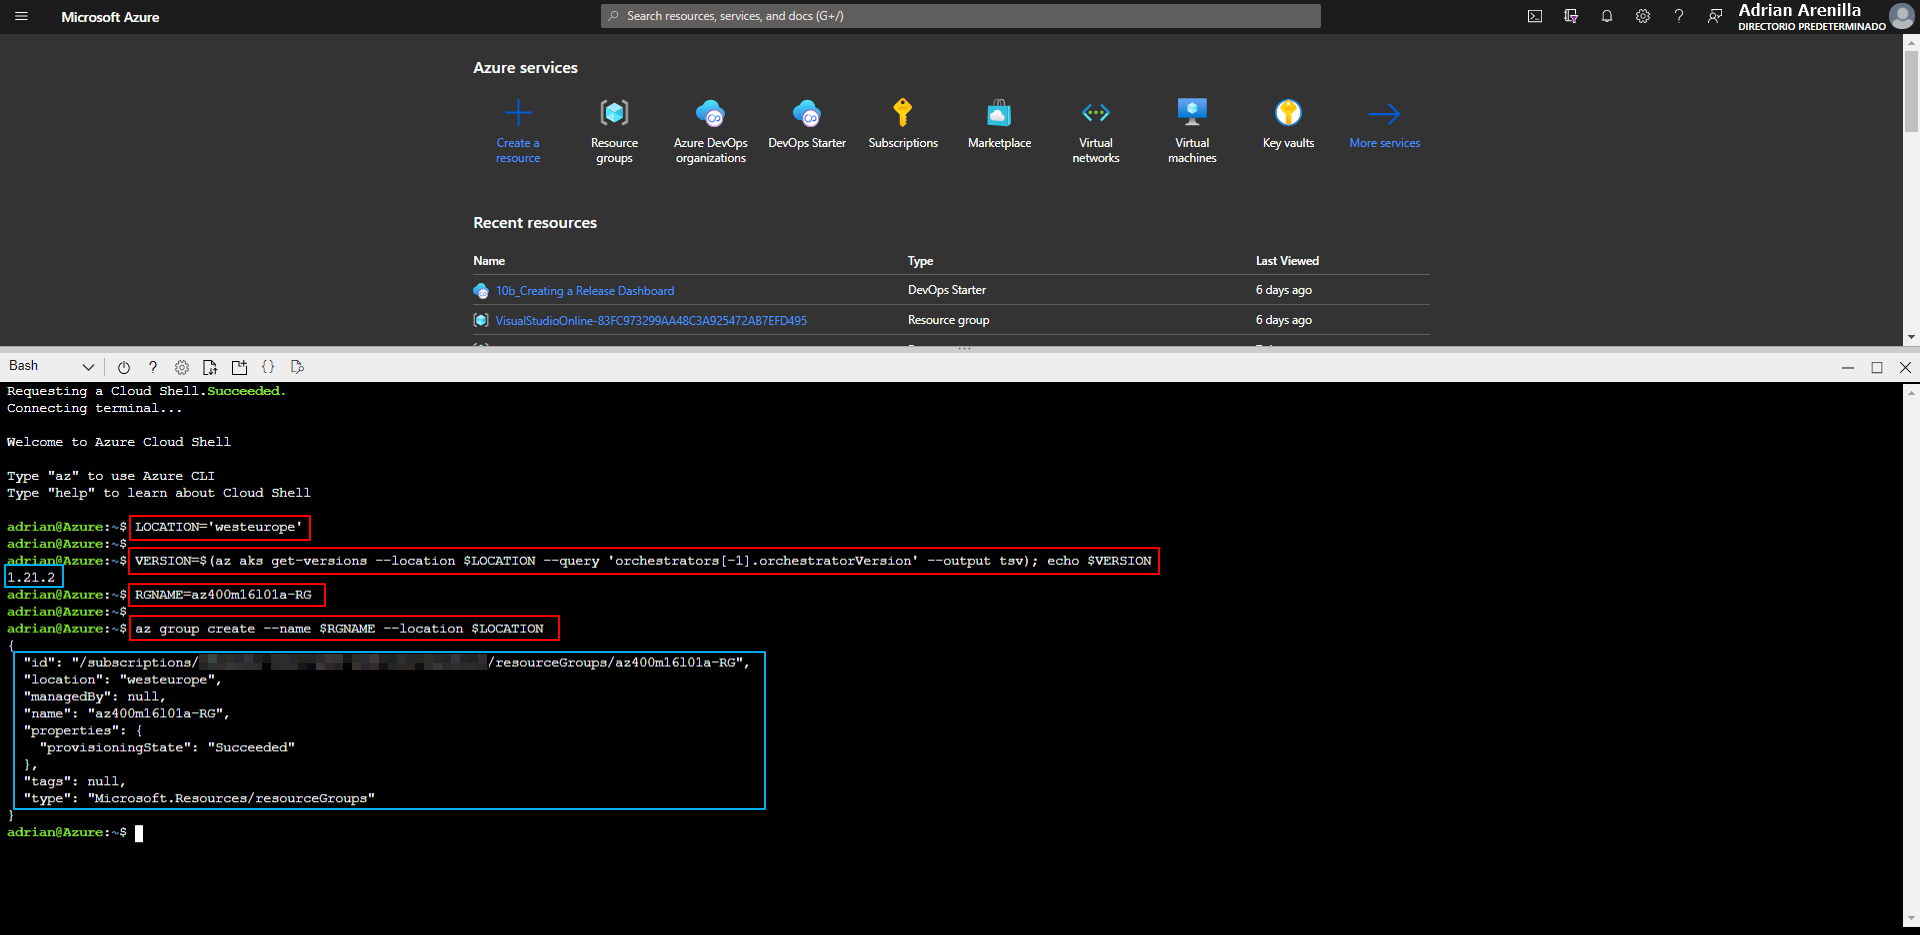 Microsoft Azure
Search resources, services, and docs (G+/)
Adrian Arenilla
DIRECTORIO PREDETERMINADO
Azure services
Create a resource
Resource groups
Azure DevOps organizations
DevOps Starter
Subscriptions
Marketplace
Virtual networks
Virtual machines
Key vaults
More services
Recent resources
Name Type Last Viewed
10b_Creating a Release Dashboard DevOps Starter 6 days ago
VisualStudioOnline-83FC973299AA48C3A925472AB7EFD495 Resource group 6 days ago
Bash
Requesting a Cloud Shell.Succeeded.
Connecting terminal...
Welcome to Azure Cloud Shell
Type "az" to use Azure CLI
Type "help" to learn about Cloud Shell
adrian@Azure:~$ LOCATION='westeurope'
adrian@Azure:~$
adrian@Azure:~$ VERSION=$(az aks get-versions --location $LOCATION --query 'orchestrators[-1].orchestratorVersion' --output tsv); echo $VERSION
1.21.2
adrian@Azure:~$ RGNAME=az400m16l01a-RG
adrian@Azure:~$
adrian@Azure:~$ az group create --name $RGNAME --location $LOCATION
{
"id": "/subscriptions/ /resourceGroups/az400m16l01a-RG",
"location": "westeurope",
"managedBy": null,
"name": "az400m16l01a-RG",
"properties": {
"provisioningState": "Succeeded"
},
"tags": null,
"type": "Microsoft.Resources/resourceGroups"
}
adrian@Azure:~$